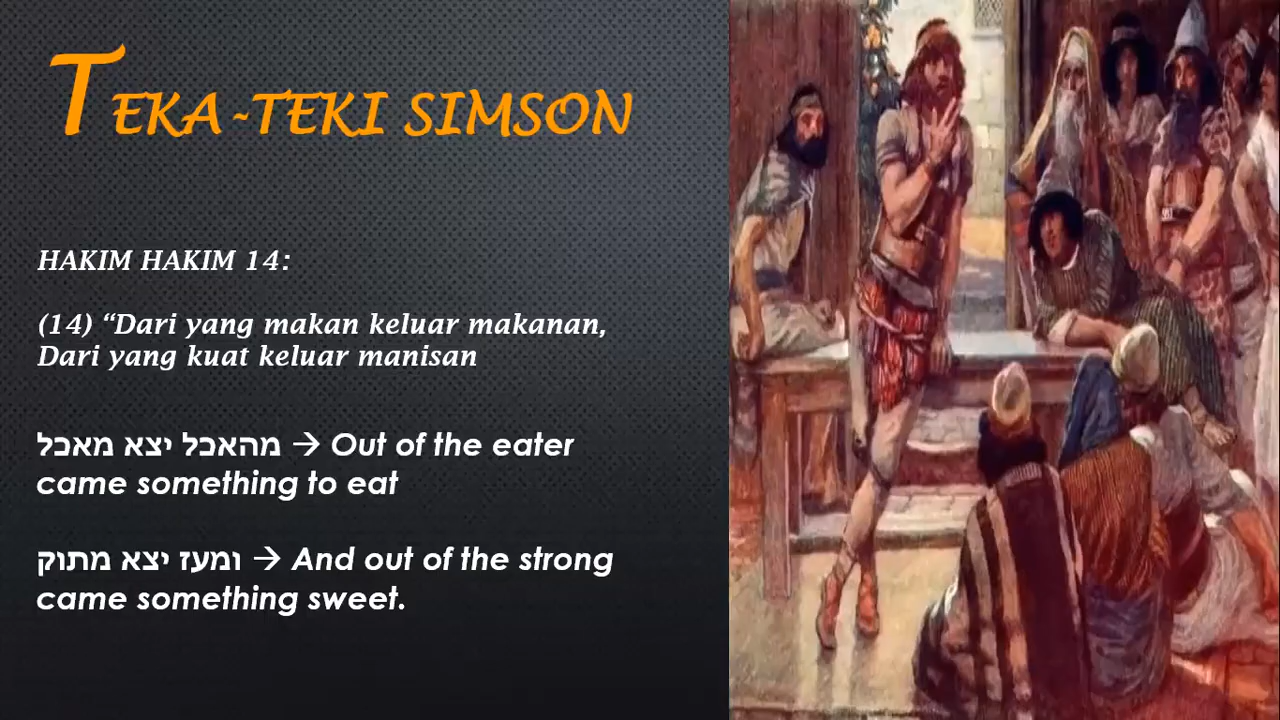 TEKA-TEKI SIMSON
HAKIM HAKIM 14:
(14) “Dari yang makan keluar makanan,
Dari yang kuat keluar manisan
מהאכל יצא מאכל → Out of the eater
came something to eat
ומעז יצא מתוק → And out of the strong
came something sweet.